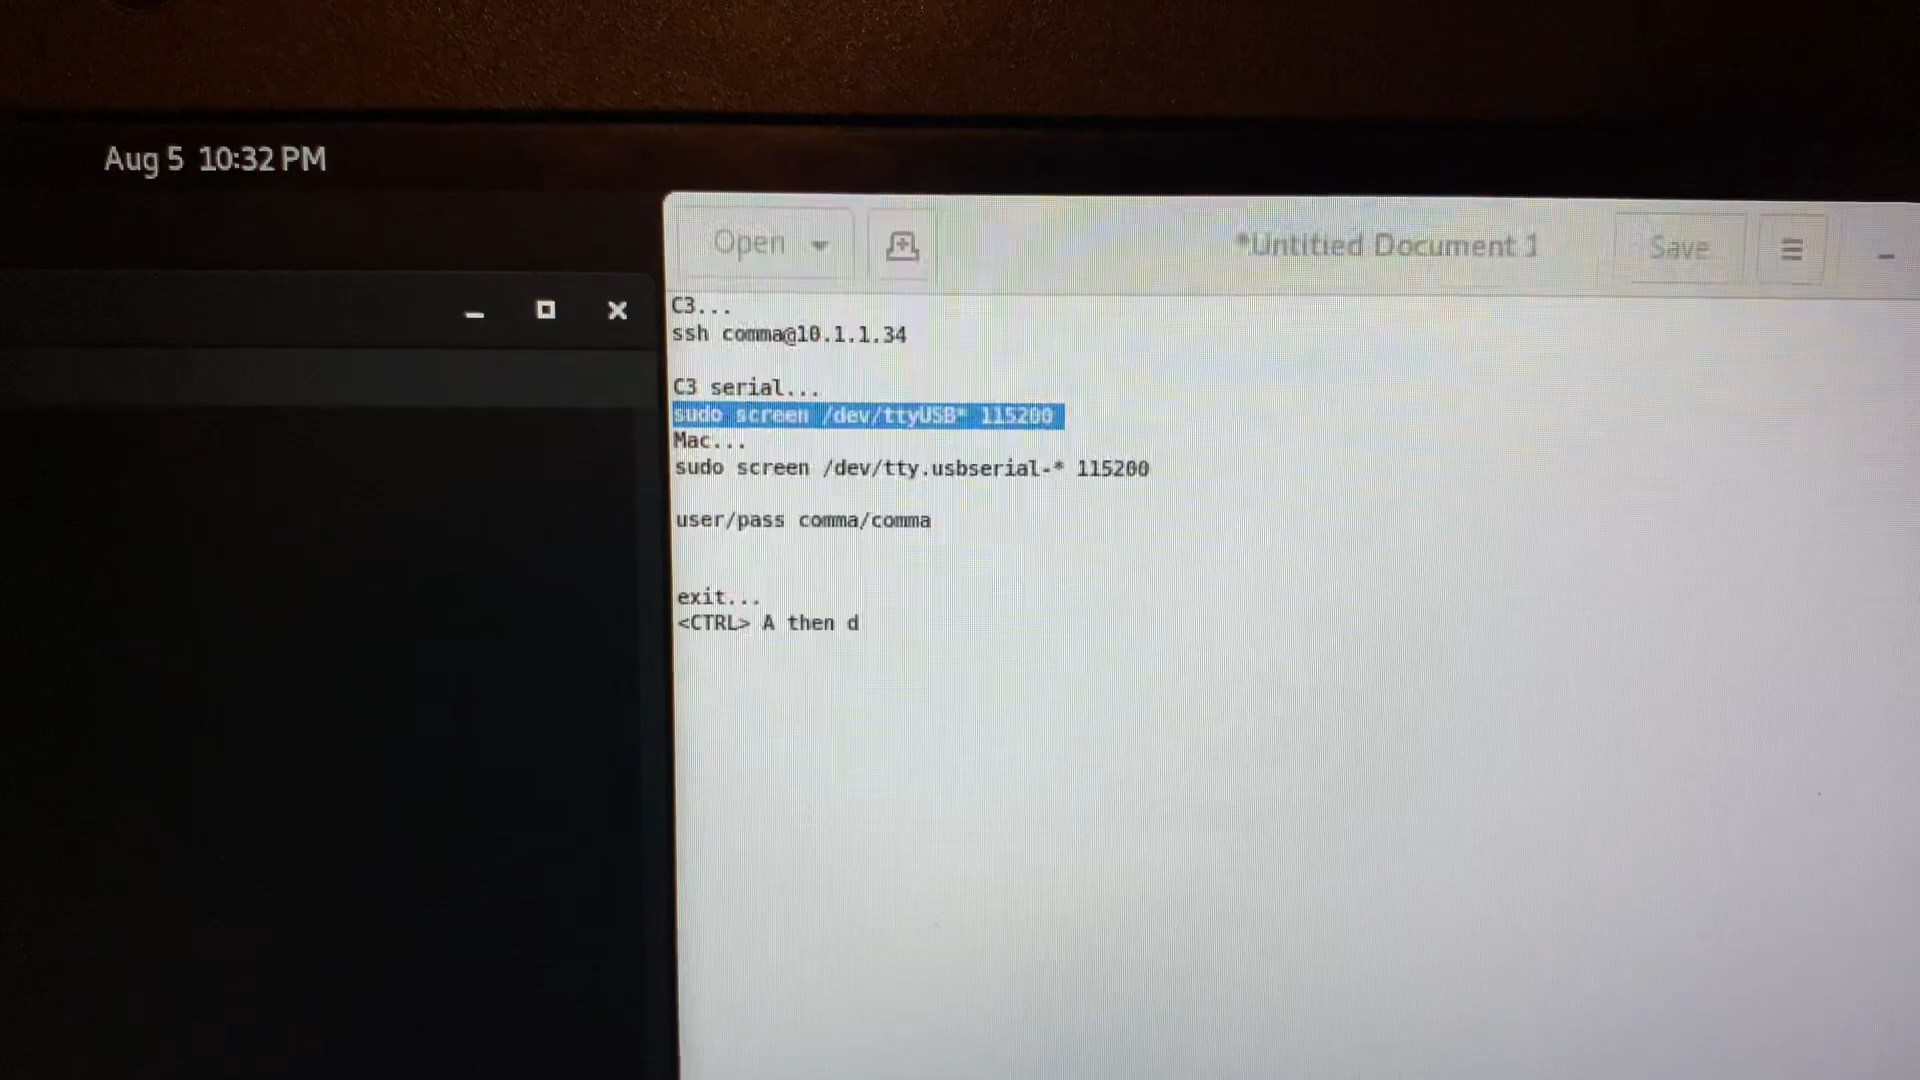 Aug 5 10:32 PM
Open
*Untitled Document 1
Save
C3...
ssh comma@10.1.1.34
C3 serial...
sudo screen /dev/ttyUSB* 115200
Mac...
sudo screen /dev/tty.usbserial-* 115200
user/pass comma/comma
exit...
<CTRL> A then d